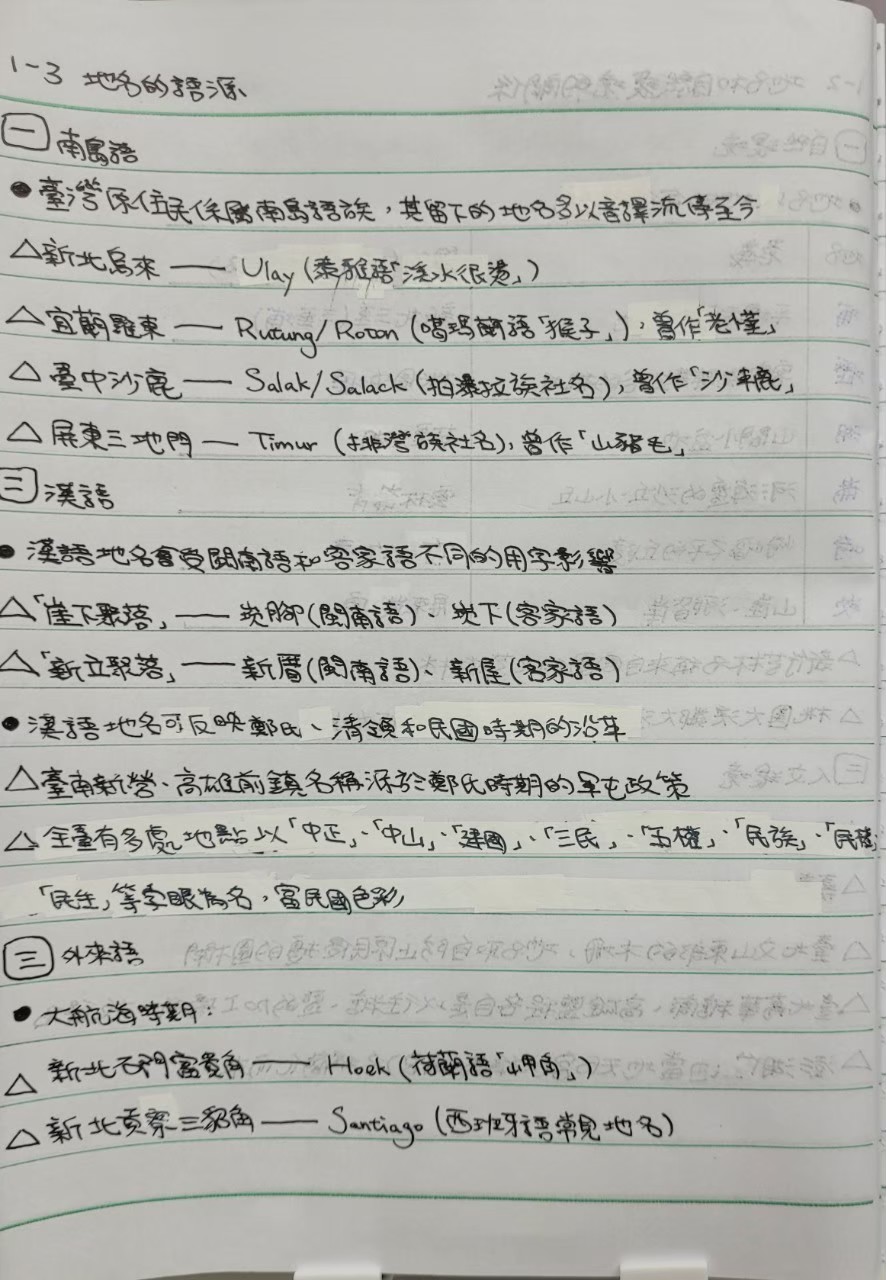 1-3 地名的語源
一 南島語
● 臺灣原住民係屬南島語族，其留下的地名多以音譯流傳至今
△新北烏來 —— Ulay (泰雅語「溫水很燙」)
△ 宜蘭羅東 —— Rutung/Roton (噶瑪蘭語「猴子」)，曾作「老懂」
△ 臺中沙鹿 —— Salak/Salack (拍瀑拉族社名)，曾作「沙轆」
△ 屏東三地門 — Timur (排灣族社名)，曾作「山豬毛」
二 漢語
● 漢語地名會受閩南語和客家語不同的用字影響
△「崖下聚落」—— 崁腳(閩南語)、崁下(客家語)
△「新立聚落」—— 新厝(閩南語)、新屋(客家語)
● 漢語地名可反映鄭氏、清領和民國時期的沿革
△臺南新營、高雄前鎮名稱源於鄭氏時期的軍屯政策
△ 全臺有多處地點以「中正」、「中山」、「建國」、「三民」、「五權」、「民族」、「民權」
「民生」等字眼為名，富民國色彩
三 外來語
● 大航海時期：
△ 新北石門富貴角 —— Hoek (荷蘭語「岬角」)
△ 新北貢寮三貂角 —— Santiago (西班牙語常見地名)